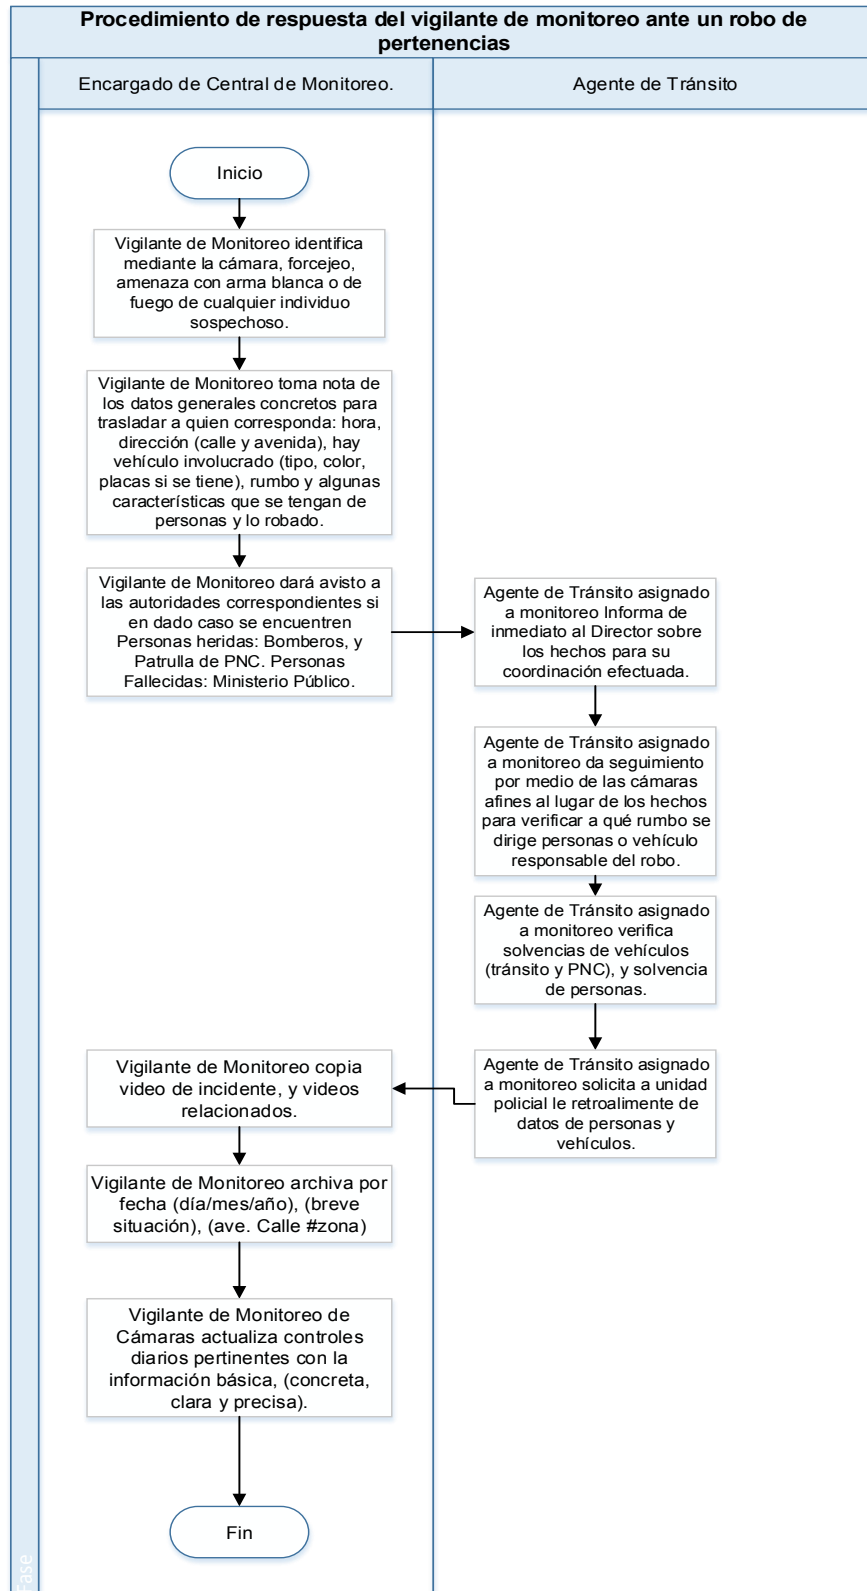 Procedimiento de respuesta del vigilante de monitoreo ante un robo de
pertenencias
Encargado de Central de Monitoreo.
Agente de Tránsito
Inicio
Vigilante de Monitoreo identifica
mediante la cámara, forcejeo,
amenaza con arma blanca o de
fuego de cualquier individuo
sospechoso.
Vigilante de Monitoreo toma nota de
los datos generales concretos para
trasladar a quien corresponda: hora,
dirección (calle y avenida), hay
vehículo involucrado (tipo, color,
placas si se tiene), rumbo y algunas
características que se tengan de
personas y lo robado.
Vigilante de Monitoreo dará avisto a
las autoridades correspondientes si
en dado caso se encuentren
Personas heridas: Bomberos, y
Patrulla de PNC. Personas
Fallecidas: Ministerio Público.
Agente de Tránsito asignado
a monitoreo Informa de
inmediato al Director sobre
los hechos para su
coordinación efectuada.
Agente de Tránsito asignado
a monitoreo da seguimiento
por medio de las cámaras
afines al lugar de los hechos
para verificar a qué rumbo se
dirige personas o vehículo
responsable del robo.
Agente de Tránsito asignado
a monitoreo verifica
solvencias de vehículos
(tránsito y PNC), y solvencia
de personas.
Agente de Tránsito asignado
a monitoreo solicita a unidad
policial le retroalimente de
datos de personas y
vehículos.
Vigilante de Monitoreo copia
video de incidente, y videos
relacionados.
Vigilante de Monitoreo archiva por
fecha (día/mes/año), (breve
situación), (ave. Calle #zona)
Vigilante de Monitoreo de
Cámaras actualiza controles
diarios pertinentes con la
información básica, (concreta,
clara y precisa).
Fin
Fase